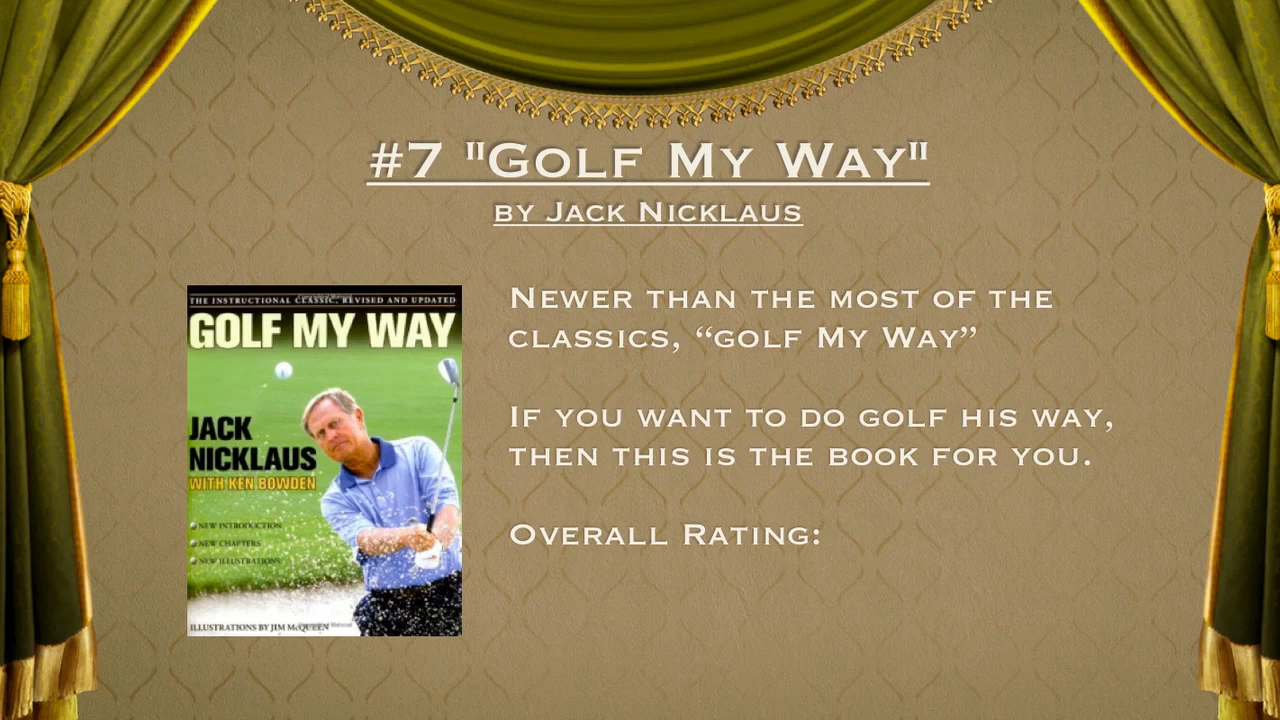 #7 "Golf My Way"
by Jack Nicklaus
THE INSTRUCTIONAL CLASSIC, REVISED AND UPDATED
GOLF MY WAY
JACK
NICKLAUS
WITH KEN BOWDEN
NEW INTRODUCTION
NEW CHAPTERS
NEW ILLUSTRATIONS
ILLUSTRATIONS BY JIM McQUEEN
Newer than the most of the
classics, “golf My Way”
If you want to do golf his way,
then this is the book for you.
Overall Rating: